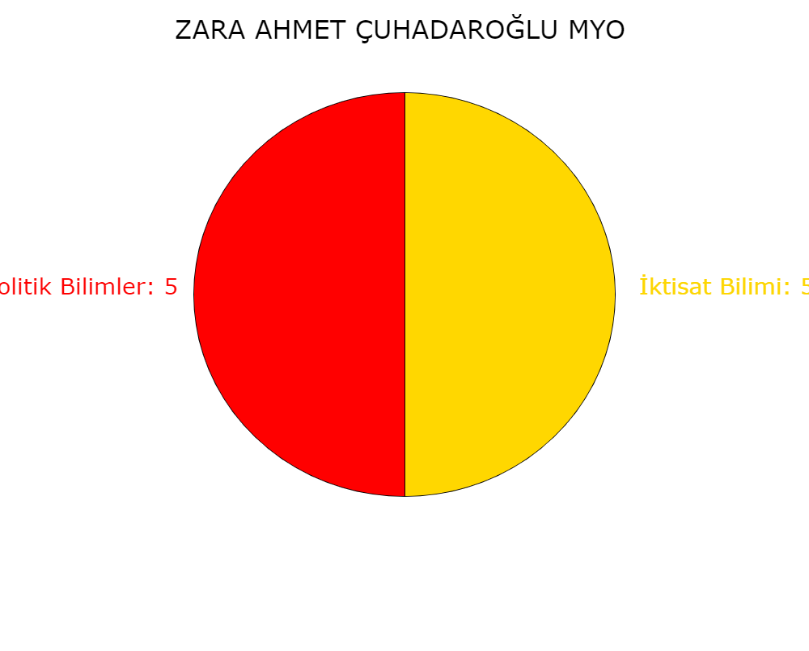 ZARA AHMET ÇUHADAROĞLU MYO
olitik Bilimler: 5
İktisat Bilimi: 5